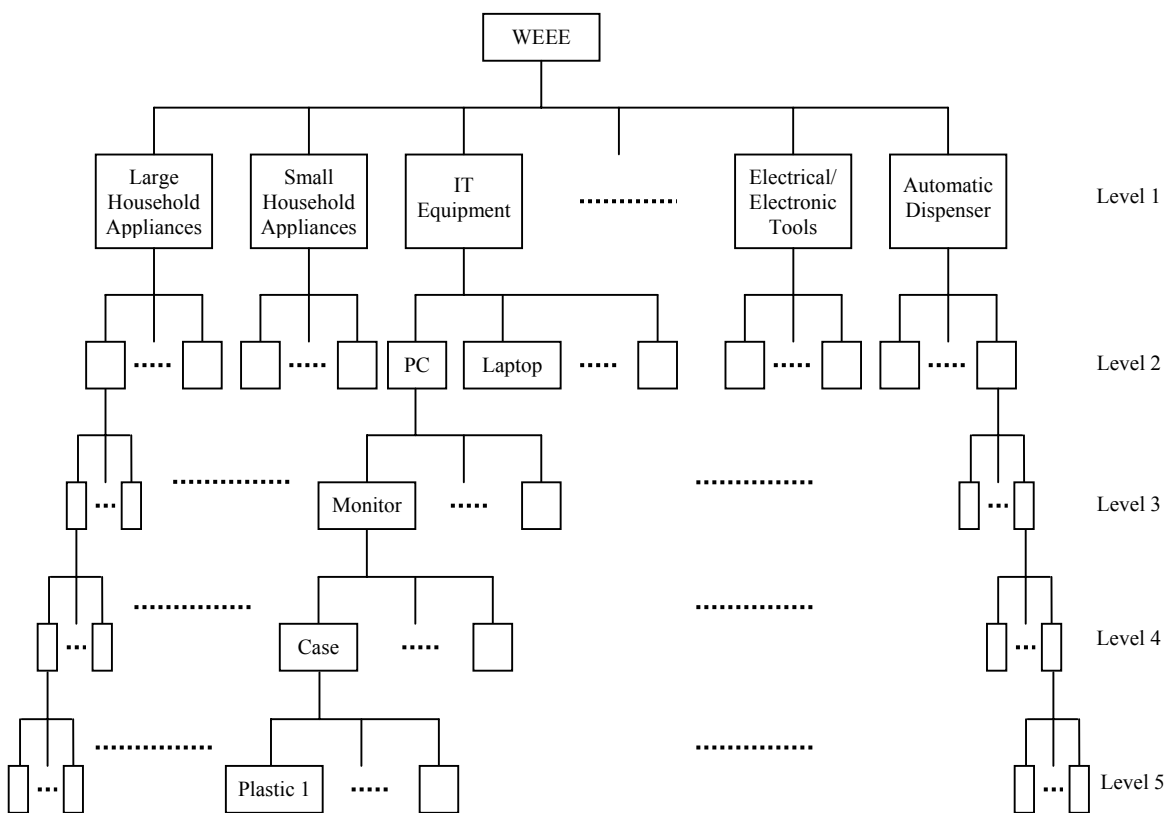 WEEE
Large
Household
Appliances
Small
Household
Appliances
IT
Equipment
Electrical/
Electronic
Tools
Automatic
Dispenser
Level 1
PC
Laptop
Level 2
Monitor
Level 3
Case
Level 4
Plastic 1
Level 5